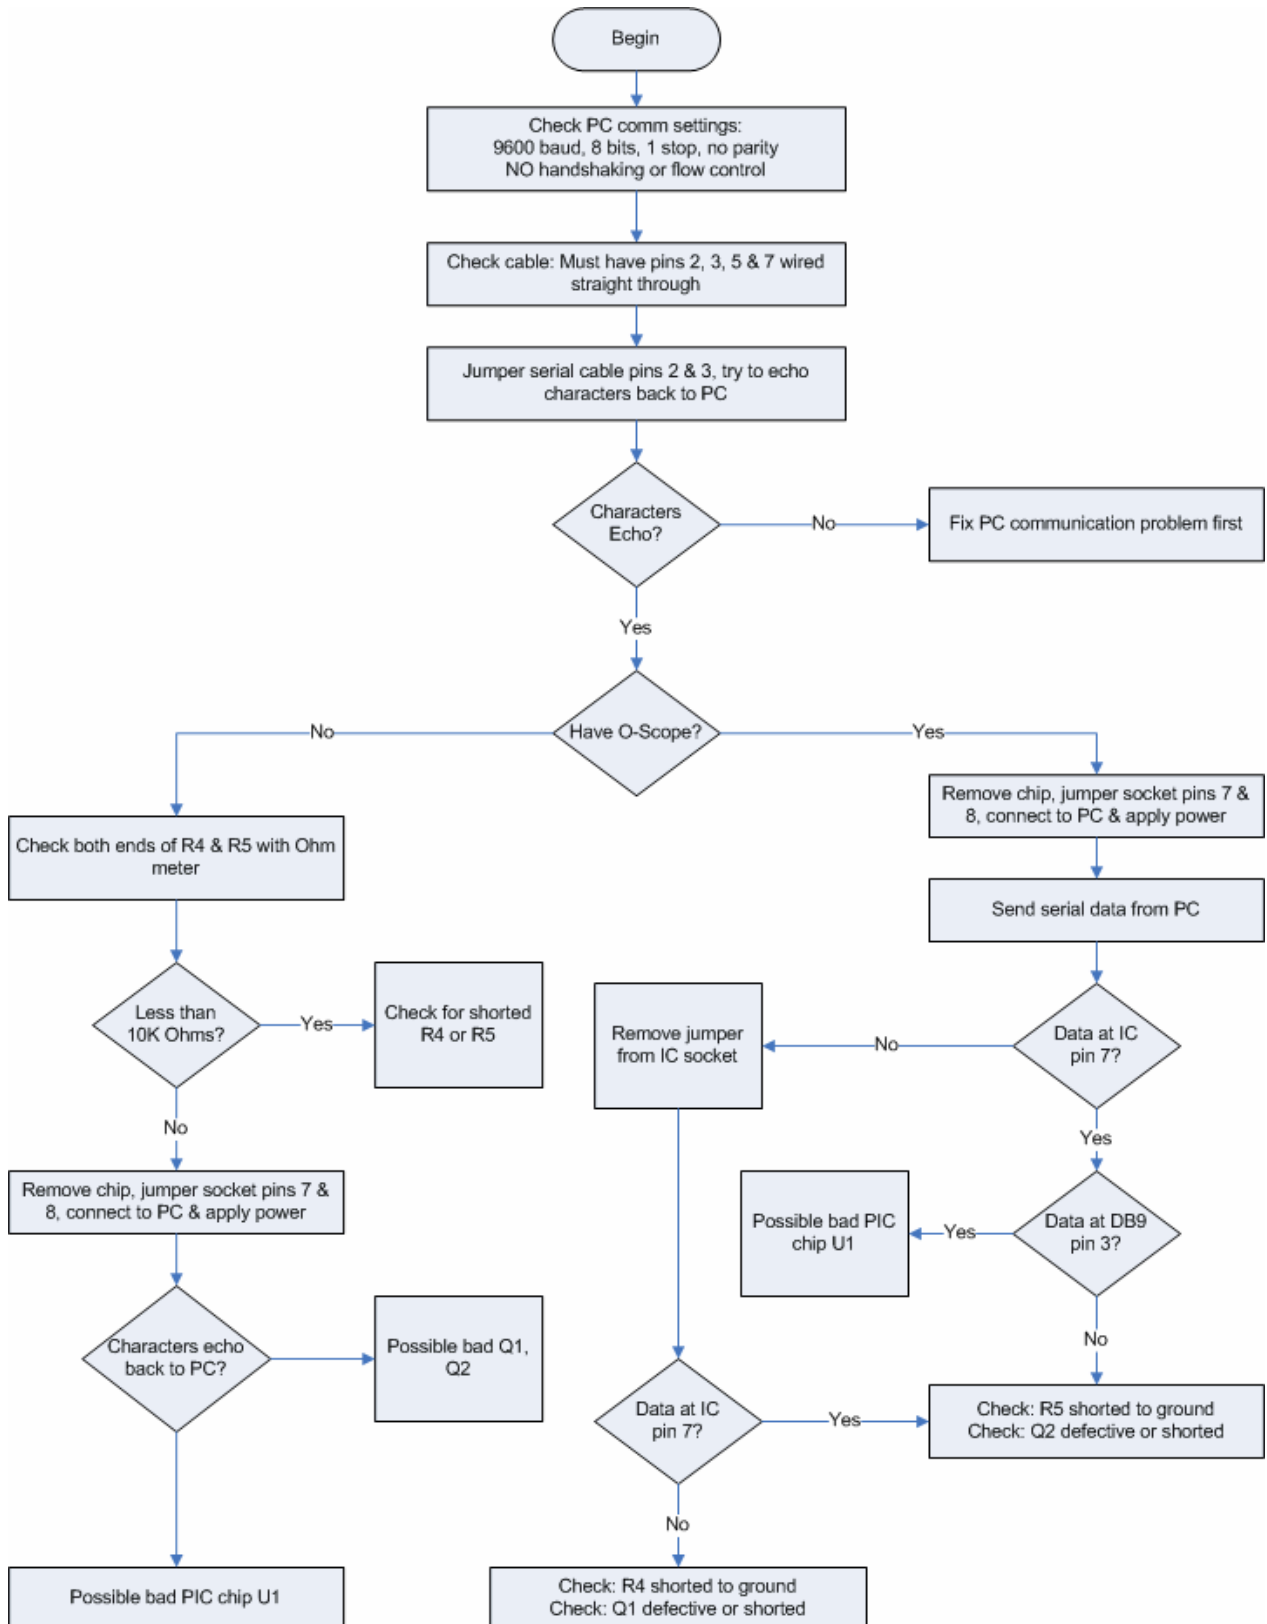 Begin
Check PC comm settings:
9600 baud, 8 bits, 1 stop, no parity
NO handshaking or flow control
Check cable: Must have pins 2, 3, 5 & 7 wired
straight through
Jumper serial cable pins 2 & 3, try to echo
characters back to PC
Characters
Echo?
No
Fix PC communication problem first
Yes
Have O-Scope?
No
Yes
Check both ends of R4 & R5 with Ohm
meter
Remove chip, jumper socket pins 7 &
8, connect to PC & apply power
Send serial data from PC
Less than
10K Ohms?
Yes
Check for shorted
R4 or R5
Remove jumper
from IC socket
No
Data at IC
pin 7?
No
Yes
Remove chip, jumper socket pins 7 &
8, connect to PC & apply power
Possible bad PIC
chip U1
Yes
Data at DB9
pin 3?
No
Characters echo
back to PC?
Possible bad Q1,
Q2
Data at IC
pin 7?
Yes
Check: R5 shorted to ground
Check: Q2 defective or shorted
No
Possible bad PIC chip U1
Check: R4 shorted to ground
Check: Q1 defective or shorted